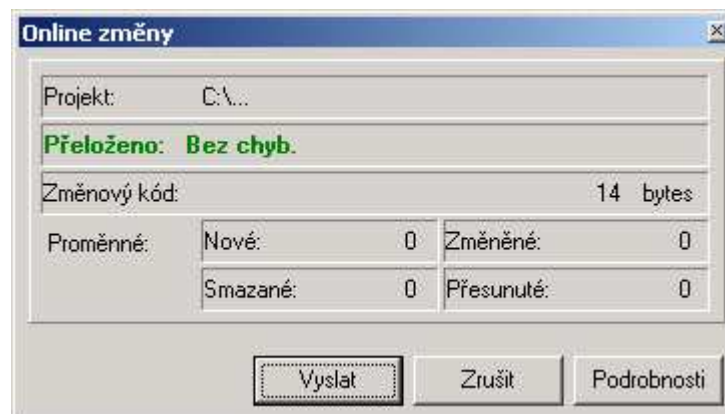 Online změny
Projekt: C:\...
Přeloženo: Bez chyb.
Změnový kód: 14 bytes
Proměnné: Nové: 0 Změněné: 0
Smazané: 0 Přesunuté: 0
Vyslat Zrušit Podrobnosti